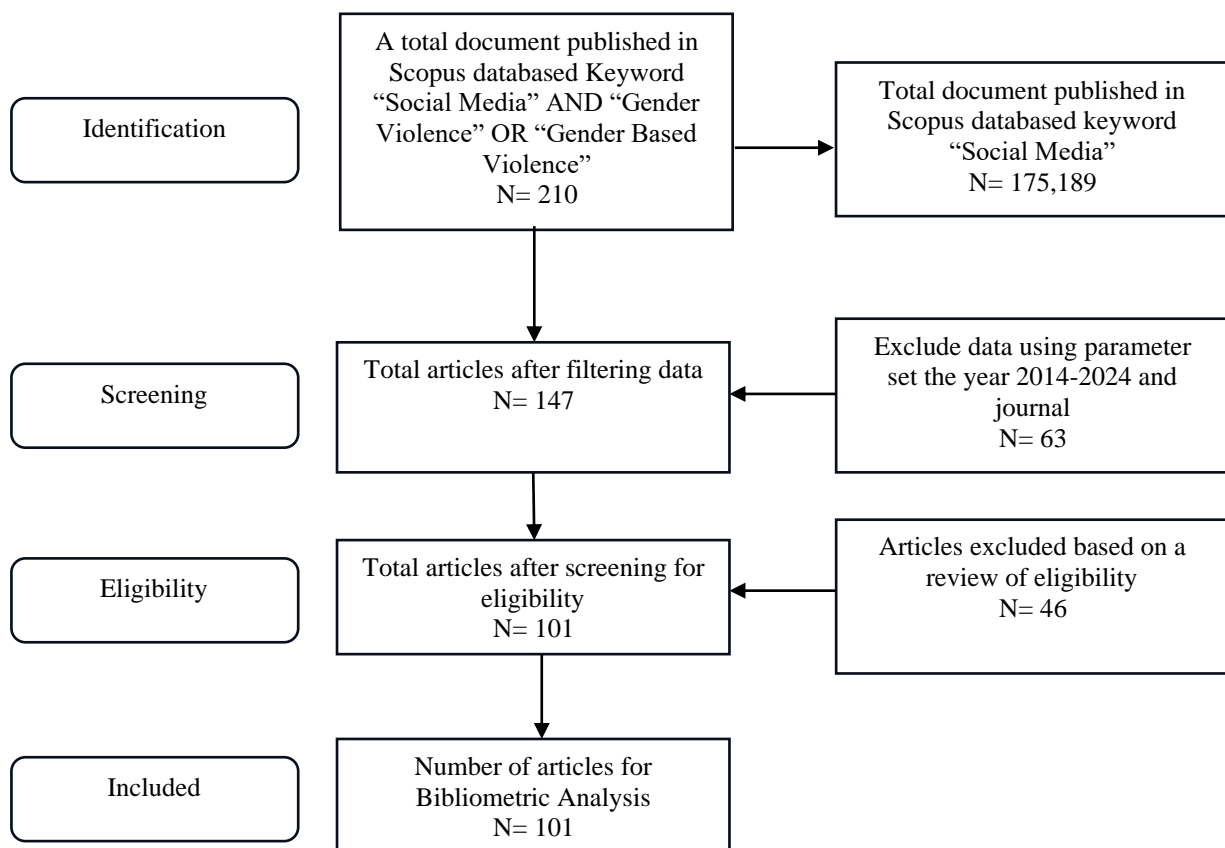 Identification
A total document published in
Scopus databased Keyword
“Social Media” AND “Gender
Violence” OR “Gender Based
Violence”
N= 210
Total document published in
Scopus databased keyword
“Social Media”
N= 175,189
Screening
Total articles after filtering data
N= 147
Exclude data using parameter
set the year 2014-2024 and
journal
N= 63
Eligibility
Total articles after screening for
eligibility
N= 101
Articles excluded based on a
review of eligibility
N= 46
Included
Number of articles for
Bibliometric Analysis
N= 101